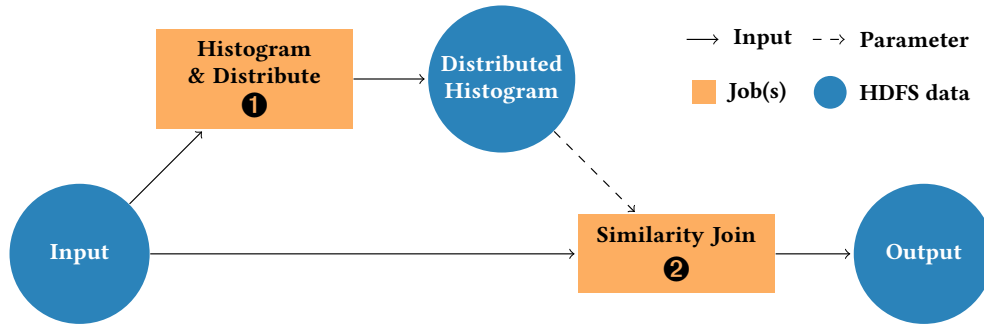 Histogram
& Distribute
❶
Distributed
Histogram
Input
Parameter
Job(s)
HDFS data
Input
Similarity Join
❷
Output